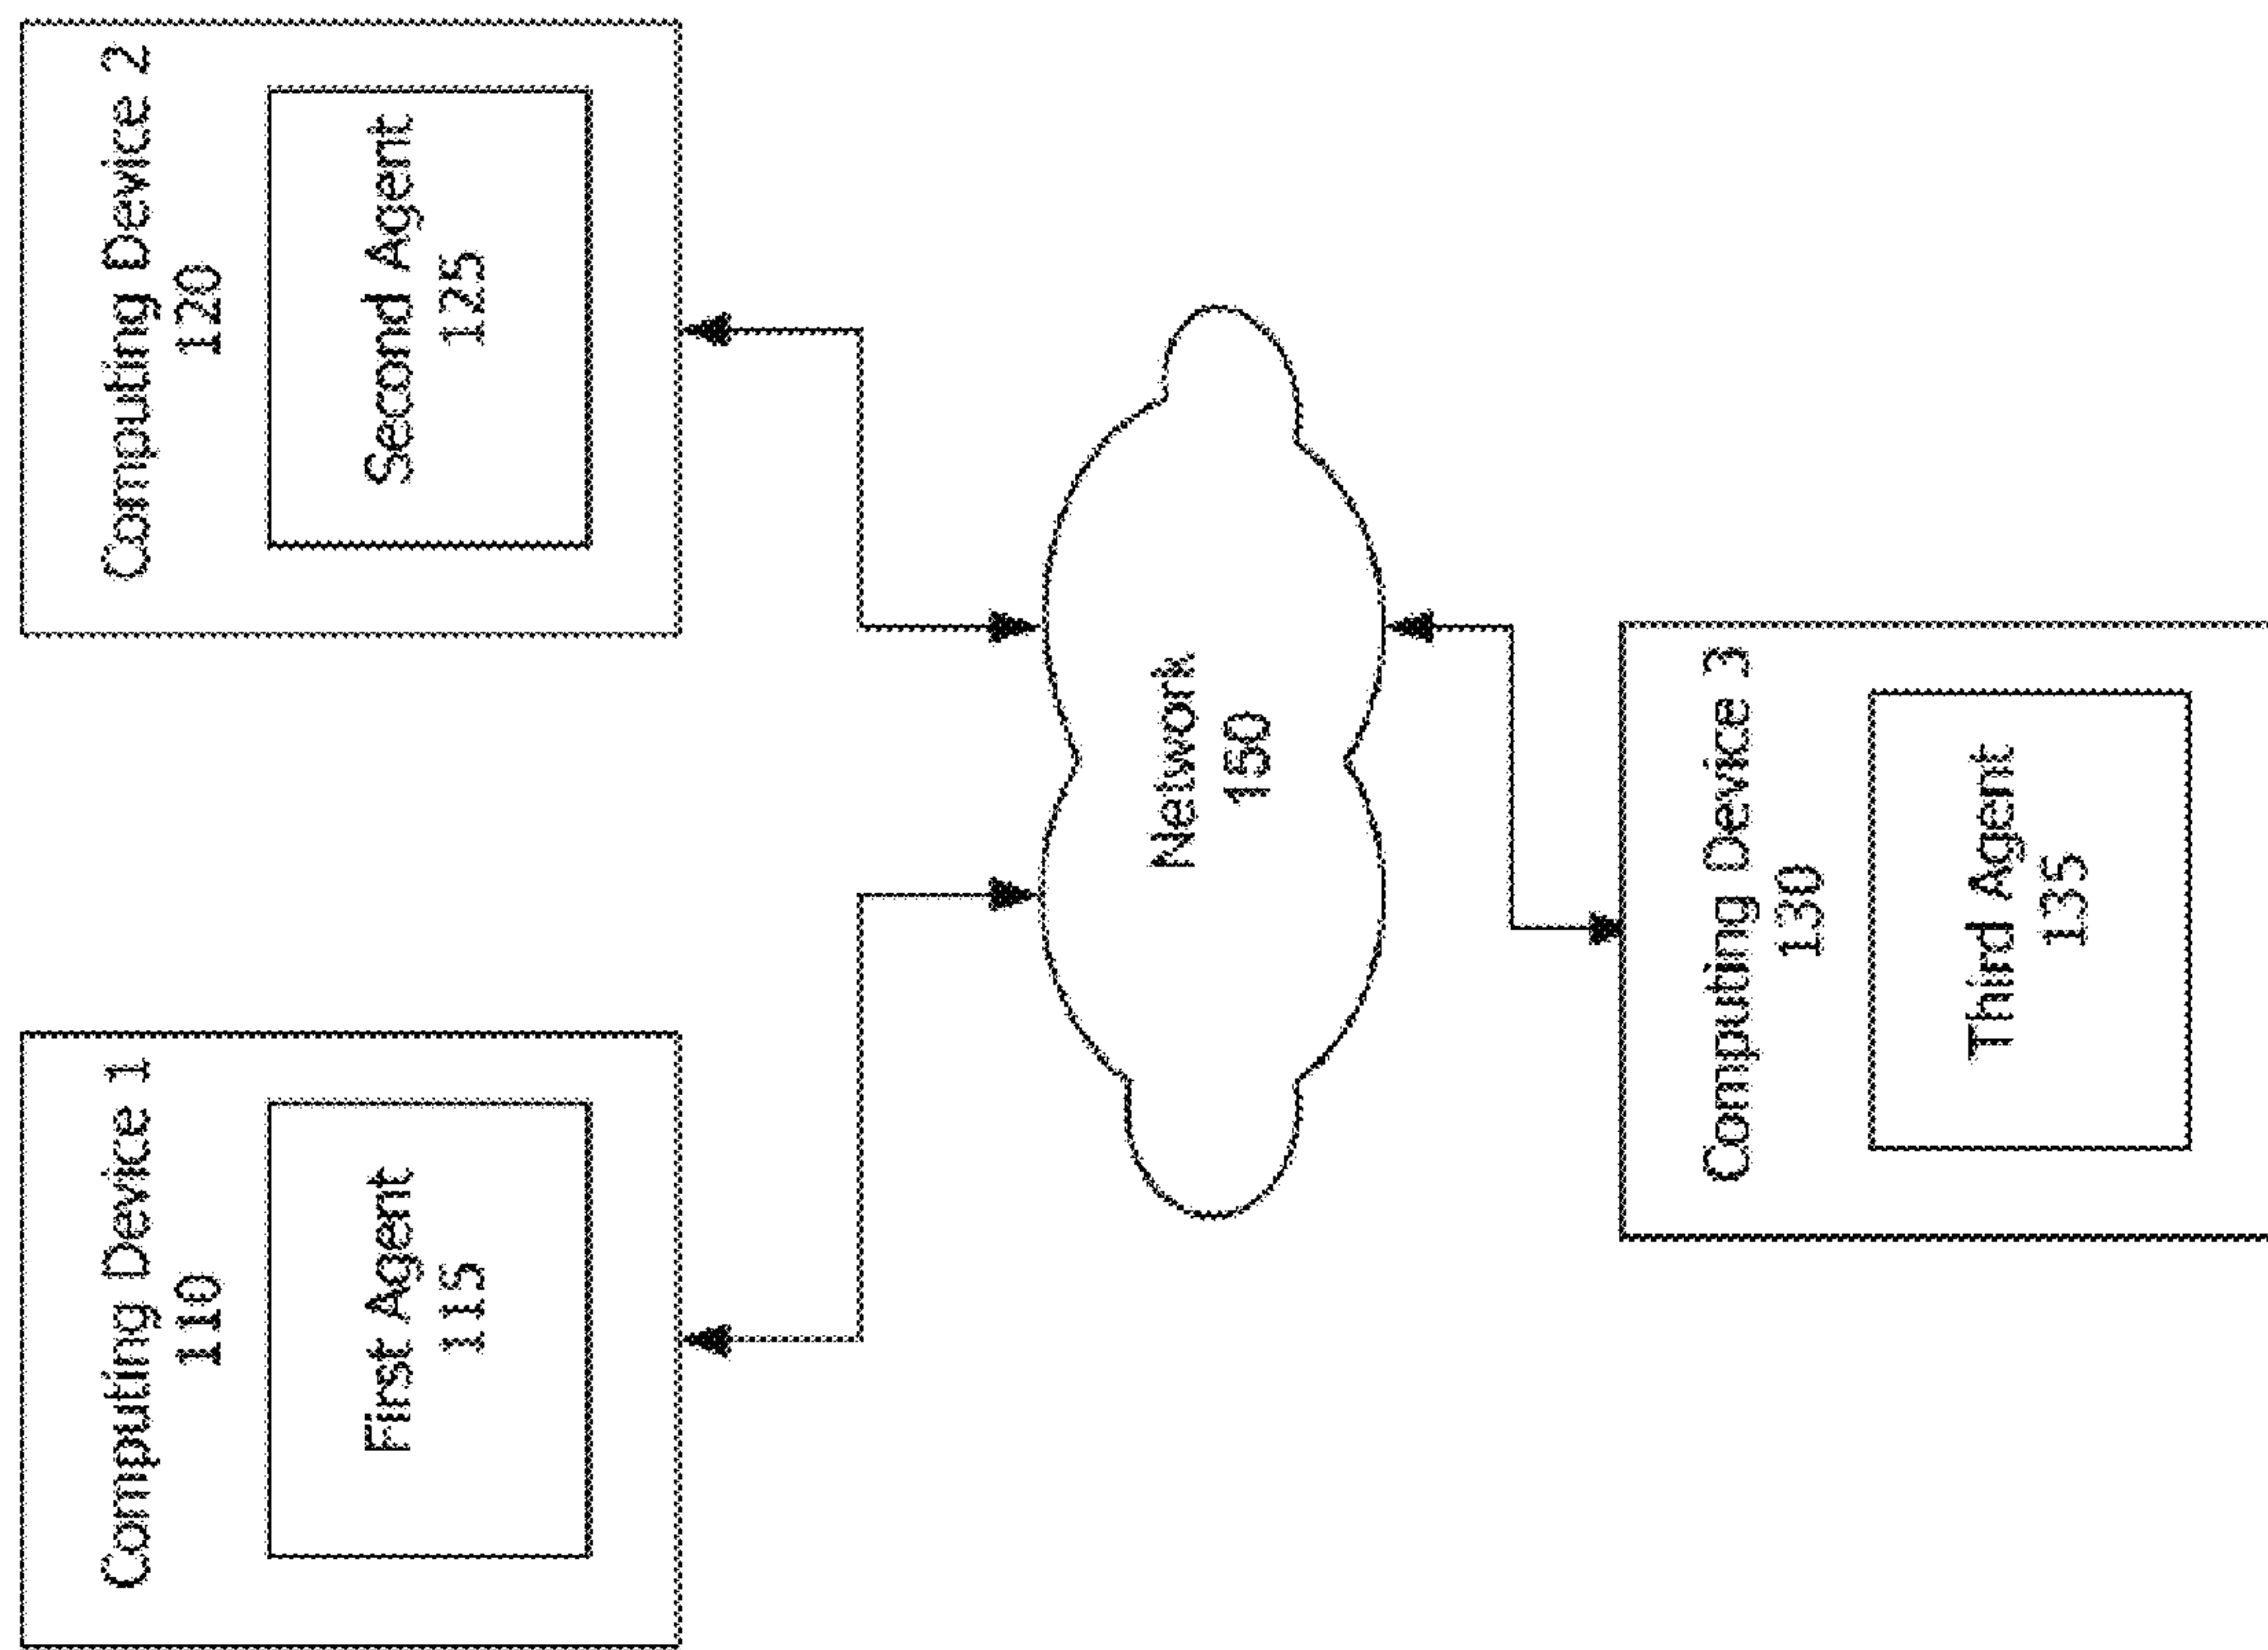 Computing Device 1
110
First Agent
115
Computing Device 2
120
Second Agent
125
Network
150
Computing Device 3
130
Third Agent
135